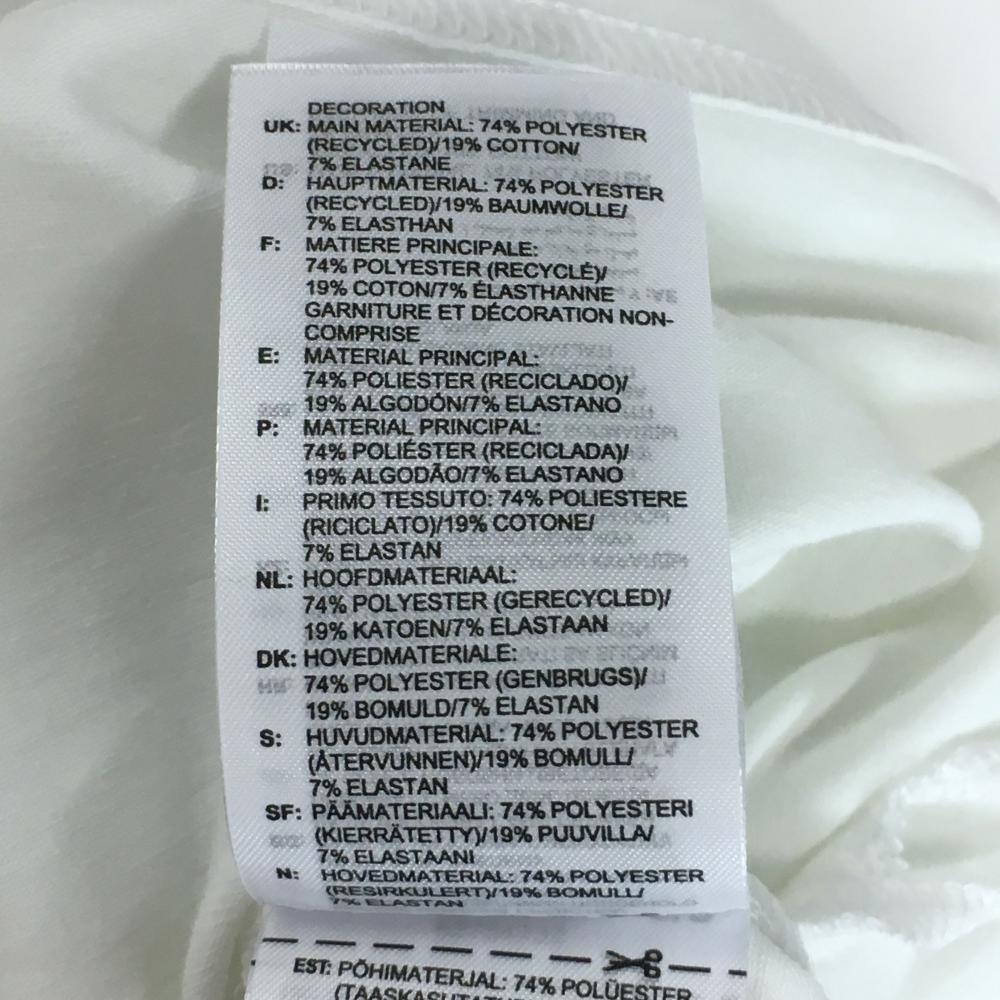 DECORATION
UK: MAIN MATERIAL: 74% POLYESTER
(RECYCLED)/19% COTTON/
7% ELASTANE
D: HAUPTMATERIAL: 74% POLYESTER
(RECYCLED)/19% BAUMWOLLE/
7% ELASTHAN
F: MATIERE PRINCIPALE:
74% POLYESTER (RECYCLÉ)/
19% COTON/7% ÉLASTHANNE
GARNITURE ET DÉCORATION NON-
COMPRISE
E: MATERIAL PRINCIPAL:
74% POLIESTER (RECICLADO)/
19% ALGODÓN/7% ELASTANO
P: MATERIAL PRINCIPAL:
74% POLIÉSTER (RECICLADA)/
19% ALGODÃO/7% ELASTANO
I: PRIMO TESSUTO: 74% POLIESTERE
(RICICLATO)/19% COTONE/
7% ELASTAN
NL: HOOFDMATERIAAL:
74% POLYESTER (GERECYCLED)/
19% KATOEN/7% ELASTAAN
DK: HOVEDMATERIALE:
74% POLYESTER (GENBRUGS)/
19% BOMULD/7% ELASTAN
S: HUVUDMATERIAL: 74% POLYESTER
(ÅTERVUNNEN)/19% BOMULL/
7% ELASTAN
SF: PÄÄMATERIAALI: 74% POLYESTERI
(KIERRÄTETTY)/19% PUUVILLA/
7% ELASTAANI
N: HOVEDMATERIAL: 74% POLYESTER
(RESIRKULERT)/19% BOMULL/
7% ELASTAN
EST: PÕHIMATERJAL: 74% POLÜESTER